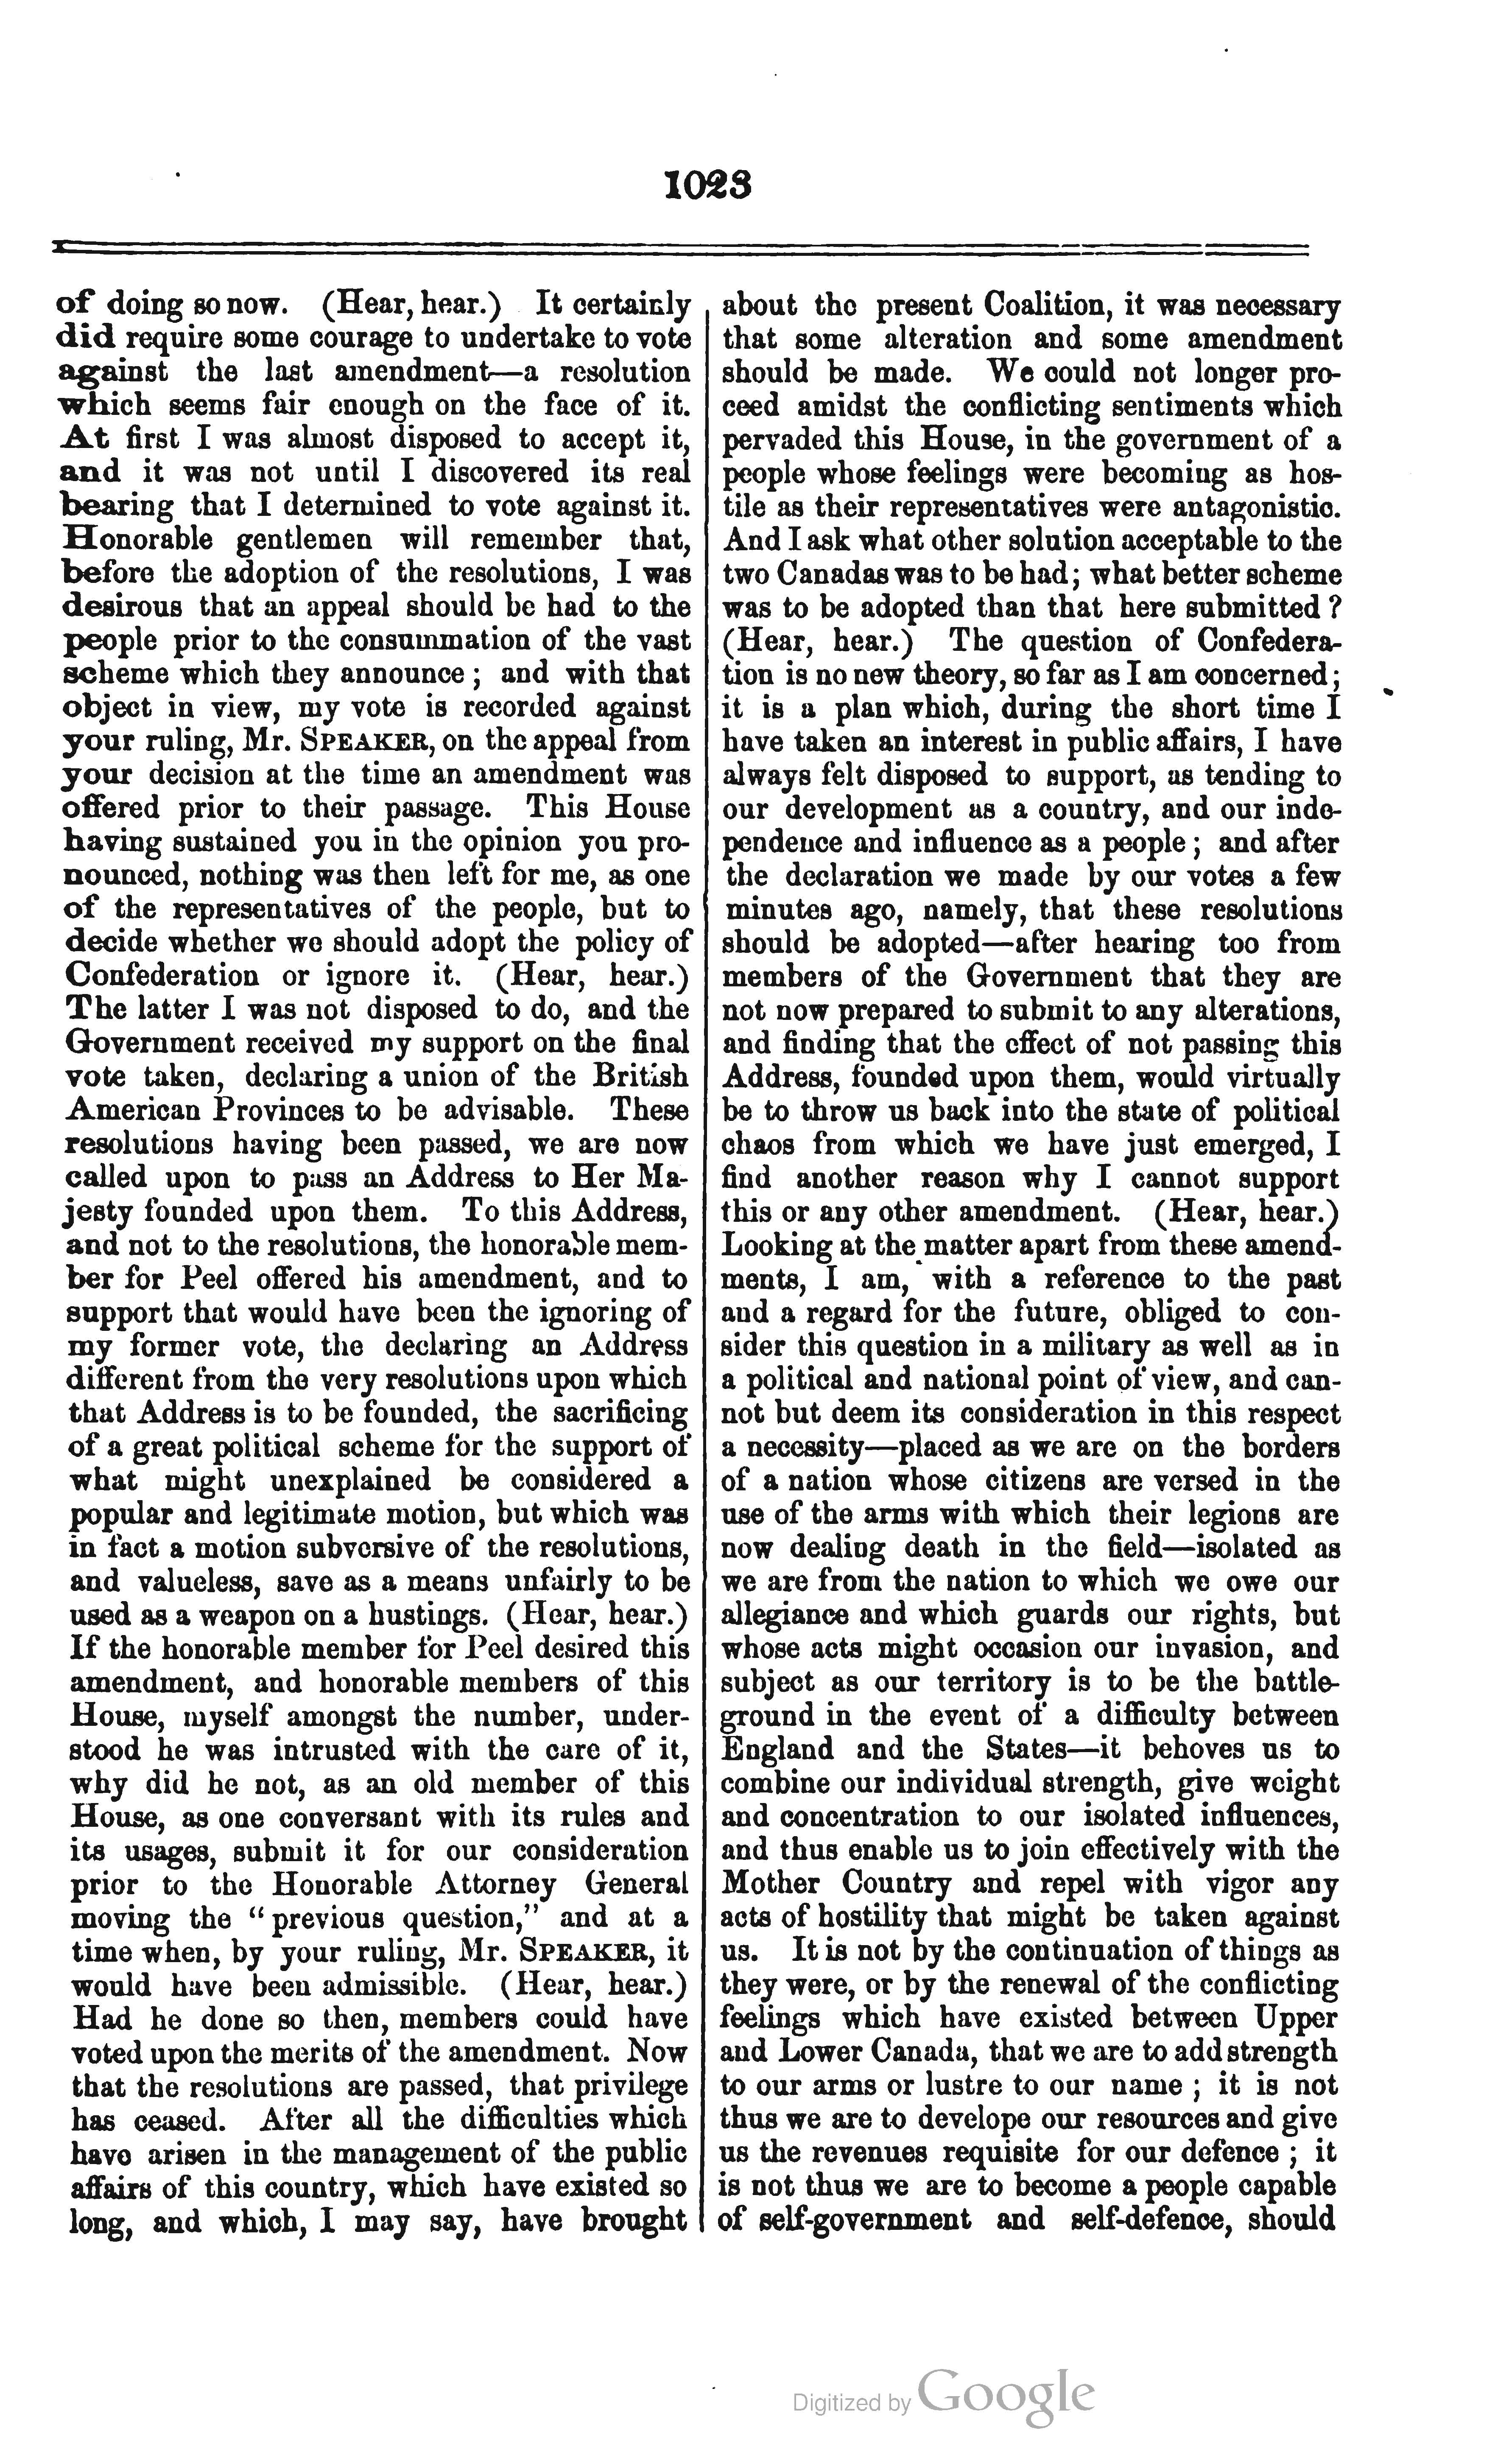 1023
of doing so now. (Hear, hear.) It certainly
did require some courage to undertake to vote
against the last amendment—a resolution
which seems fair enough on the face of it.
At first I was almost disposed to accept it,
and it was not until I discovered its real
bearing that I determined to vote against it.
Honorable gentlemen will remember that,
before the adoption of the resolutions, I was
desirous that an appeal should be had to the
people prior to the consummation of the vast
scheme which they announce ; and with that
object in view, my vote is recorded against
your ruling, Mr. SPEAKER, on the appeal from
your decision at the time an amendment was
offered prior to their passage. This House
having sustained you in the opinion you pro-
nounced, nothing was then left for me, as one
of the representatives of the people, but to
decide whether we should adopt the policy of
Confederation or ignore it. (Hear, hear.)
The latter I was not disposed to do, and the
Government received my support on the final
vote taken, declaring a union of the British
American Provinces to be advisable. These
resolutions having been passed, we are now
called upon to pass an Address to Her Ma-
jesty founded upon them. To this Address,
and not to the resolutions, the honorable mem-
ber for Peel offered his amendment, and to
support that would have been the ignoring of
my former vote, the declaring an Address
different from the very resolutions upon which
that Address is to be founded, the sacrificing
of a great political scheme for the support of
what might unexplained be considered a
popular and legitimate motion, but which was
in fact a motion subversive of the resolutions,
and valueless, save as a means unfairly to be
used as a weapon on a hustings. (Hear, hear.)
If the honorable member for Peel desired this
amendment, and honorable members of this
House, myself amongst the number, under-
stood he was intrusted with the care of it,
why did he not, as an old member of this
House, as one conversant with its rules and
its usages, submit it for our consideration
prior to the Honorable Attorney General
moving the “ previous question,” and at a
time when, by your ruling, Mr. SPEAKER, it
would have been admissible. (Hear, hear.)
Had he done so then, members could have
voted upon the merits of the amendment. Now
that the resolutions are passed, that privilege
has ceased. After all the difficulties which
have arisen in the management of the public
affairs of this country, which have existed so
long, and which, I may say, have brought
about the present Coalition, it was necessary
that some alteration and some amendment
should be made. We could not longer pro-
ceed amidst the conflicting sentiments which
pervaded this House, in the government of a
people whose feelings were becoming as hos-
tile as their representatives were antagonistic.
And I ask what other solution acceptable to the
two Canadas was to be had; what better scheme
was to be adopted than that here submitted ?
(Hear, hear.) The question of Confedera-
tion is no new theory, so far as I am concerned;
it is a plan which, during the short time I
have taken an interest in public affairs, I have
always felt disposed to support, as tending to
our development as a country, and our inde-
pendence and influence as a people ; and after
the declaration we made by our votes a few
minutes ago, namely, that these resolutions
should be adopted—after hearing too from
members of the Government that they are
not now prepared to submit to any alterations,
and finding that the effect of not passing this
Address, founded upon them, would virtually
be to throw us back into the state of political
chaos from which we have just emerged, I
find another reason why I cannot support
this or any other amendment. (Hear, hear.)
Looking at the matter apart from these amend-
ments, I am, with a reference to the past
and a regard for the future, obliged to con-
sider this question in a military as well as in
a political and national point of view, and can-
not but deem its consideration in this respect
a necessity—placed as we are on the borders
of a nation whose citizens are versed in the
use of the arms with which their legions are
now dealing death in the field—isolated as
we are from the nation to which we owe our
allegiance and which guards our rights, but
whose acts might occasion our invasion, and
subject as our territory is to be the battle-
ground in the event of a difficulty between
England and the States—it behoves us to
combine our individual strength, give weight
and concentration to our isolated influences,
and thus enable us to join effectively with the
Mother Country and repel with vigor any
acts of hostility that might be taken against
us. It is not by the continuation of things as
they were, or by the renewal of the conflicting
feelings which have existed between Upper
and Lower Canada, that we are to add strength
to our arms or lustre to our name ; it is not
thus we are to develope our resources and give
us the revenues requisite for our defence ; it
is not thus we are to become a people capable
of self-government and self-defence, should
Digitized by Google